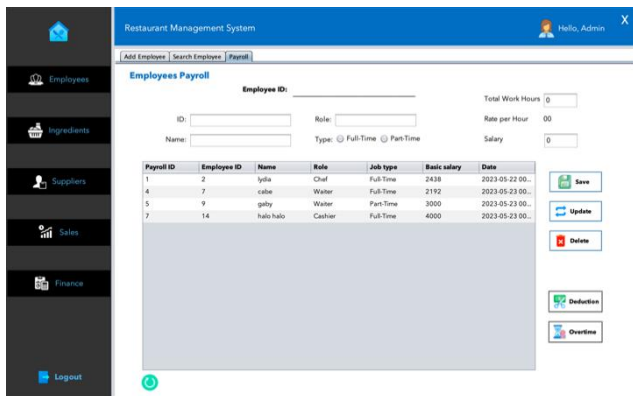 Restaurant Management System
Hello, Admin
X
Add Employee Search Employee Payroll
Employees Payroll
Employee ID:
Total Work Hours 0
ID:
Role:
Rate per Hour 00
Name:
Type: Full-Time Part-Time
Salary 0
Payroll ID Employee ID Name Role Job type Basic salary Date
1 2 lydia Chef Full-Time 2438 2023-05-22 00...
4 7 cabe Waiter Full-Time 2192 2023-05-23 00...
5 9 gaby Waiter Part-Time 3000 2023-05-23 00...
7 14 halo halo Cashier Full-Time 4000 2023-05-23 00...
Save
Update
Delete
Deduction
Overtime
Employees
Ingredients
Suppliers
Sales
Finance
Logout